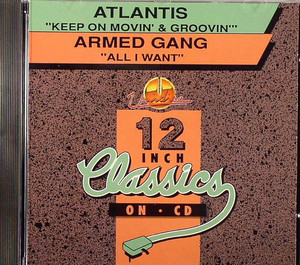 ATLANTIS
"KEEP ON MOVIN' & GROOVIN'"
ARMED GANG
"ALL I WANT"
12
INCH
Classics
ON · CD